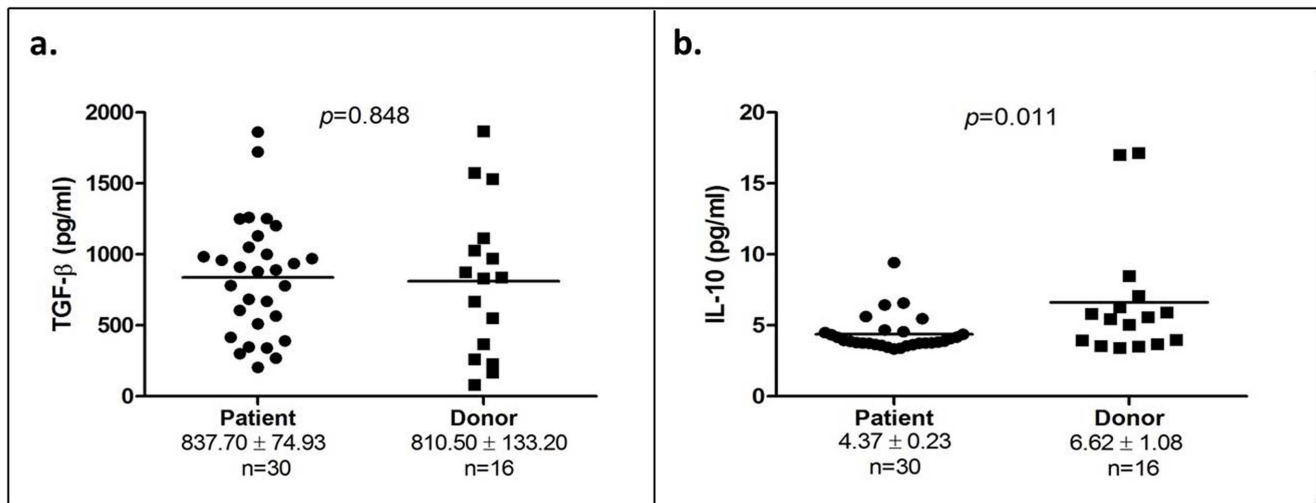 a.
p=0.848
TGF-β (pg/ml)
2000
1500
1000
500
0
Patient
Donor
837.70 ± 74.93
810.50 ± 133.20
n=30
n=16
b.
p=0.011
IL-10 (pg/ml)
20
15
10
5
0
Patient
Donor
4.37 ± 0.23
6.62 ± 1.08
n=30
n=16